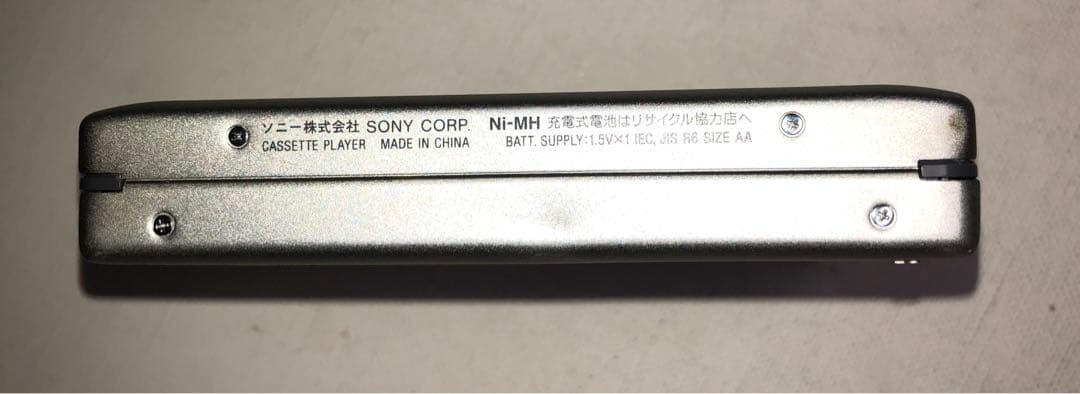 ソニー株式会社 SONY CORP. Ni-MH 充電式電池はリサイクル協力店へ
CASSETTE PLAYER MADE IN CHINA BATT. SUPPLY:1.5V×1 IEC, JIS R6 SIZE AA